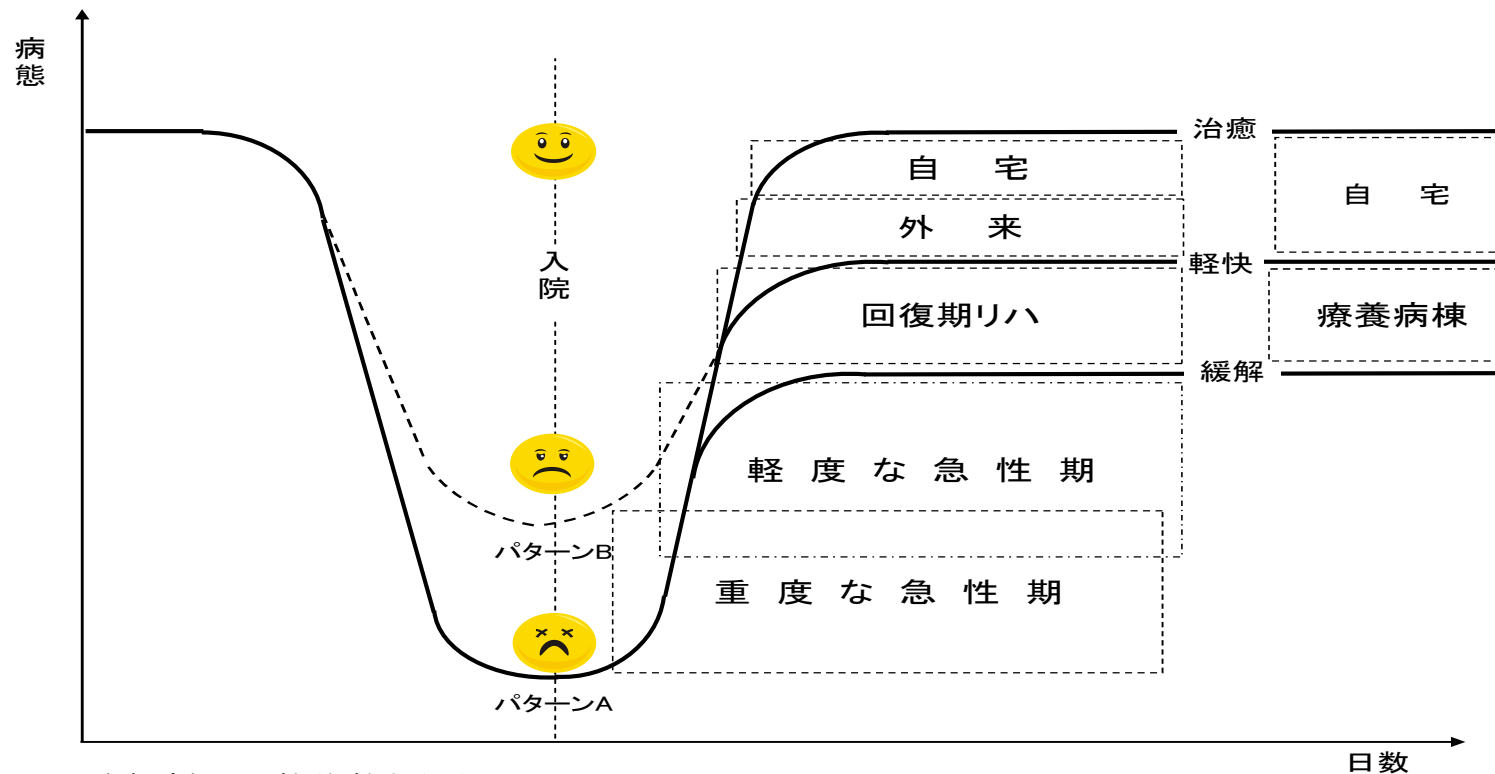 病態
治癒
自 宅
自 宅
外 来
入院
軽快
回復期リハ
療養病棟
緩解
軽 度 な 急 性 期
パターンB
重 度 な 急 性 期
パターンA
日数